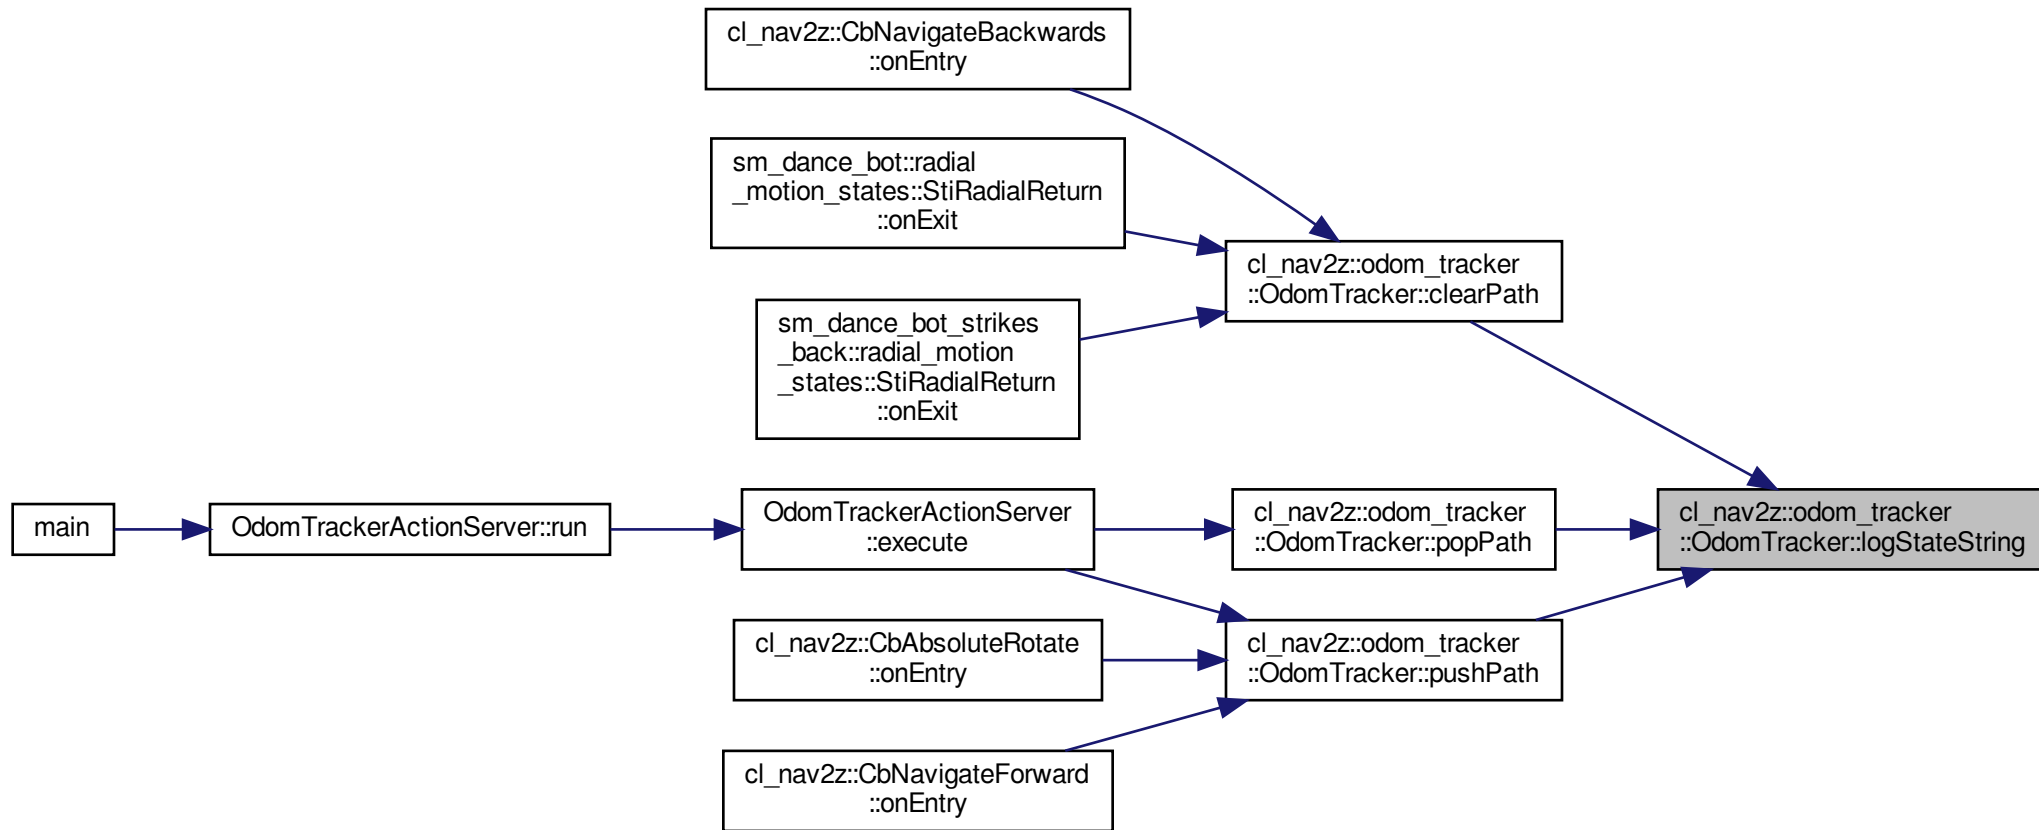 cl_nav2z::CbNavigateBackwards
::onEntry
sm_dance_bot::radial
_motion_states::StiRadialReturn
::onExit
cl_nav2z::odom_tracker
::OdomTracker::clearPath
sm_dance_bot_strikes
_back::radial_motion
_states::StiRadialReturn
::onExit
main
OdomTrackerActionServer::run
OdomTrackerActionServer
::execute
cl_nav2z::odom_tracker
::OdomTracker::popPath
cl_nav2z::odom_tracker
::OdomTracker::logStateString
cl_nav2z::CbAbsoluteRotate
::onEntry
cl_nav2z::odom_tracker
::OdomTracker::pushPath
cl_nav2z::CbNavigateForward
::onEntry